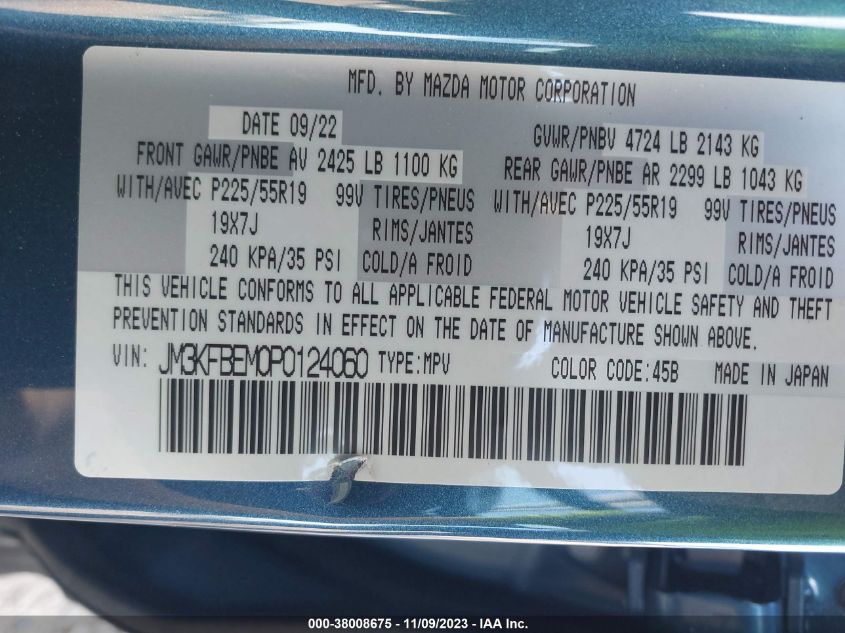 MFD. BY MAZDA MOTOR CORPORATION
DATE 09/22 GVWR/PNBV 4724 LB 2143 KG
FRONT GAWR/PNBE AV 2425 LB 1100 KG REAR GAWR/PNBE AR 2299 LB 1043 KG
WITH/AVEC P225/55R19 99V TIRES/PNEUS WITH/AVEC P225/55R19 99V TIRES/PNEUS
19X7J RIMS/JANTES 19X7J RIMS/JANTES
240 KPA/35 PSI COLD/A FROID 240 KPA/35 PSI COLD/A FROID
THIS VEHICLE CONFORMS TO ALL APPLICABLE FEDERAL MOTOR VEHICLE SAFETY AND THEFT
PREVENTION STANDARDS IN EFFECT ON THE DATE OF MANUFACTURE SHOWN ABOVE.
VIN: JM3KFBEM0P0124060 TYPE:MPV COLOR CODE:45B MADE IN JAPAN
000-38008675 - 11/09/2023 - IAA Inc.